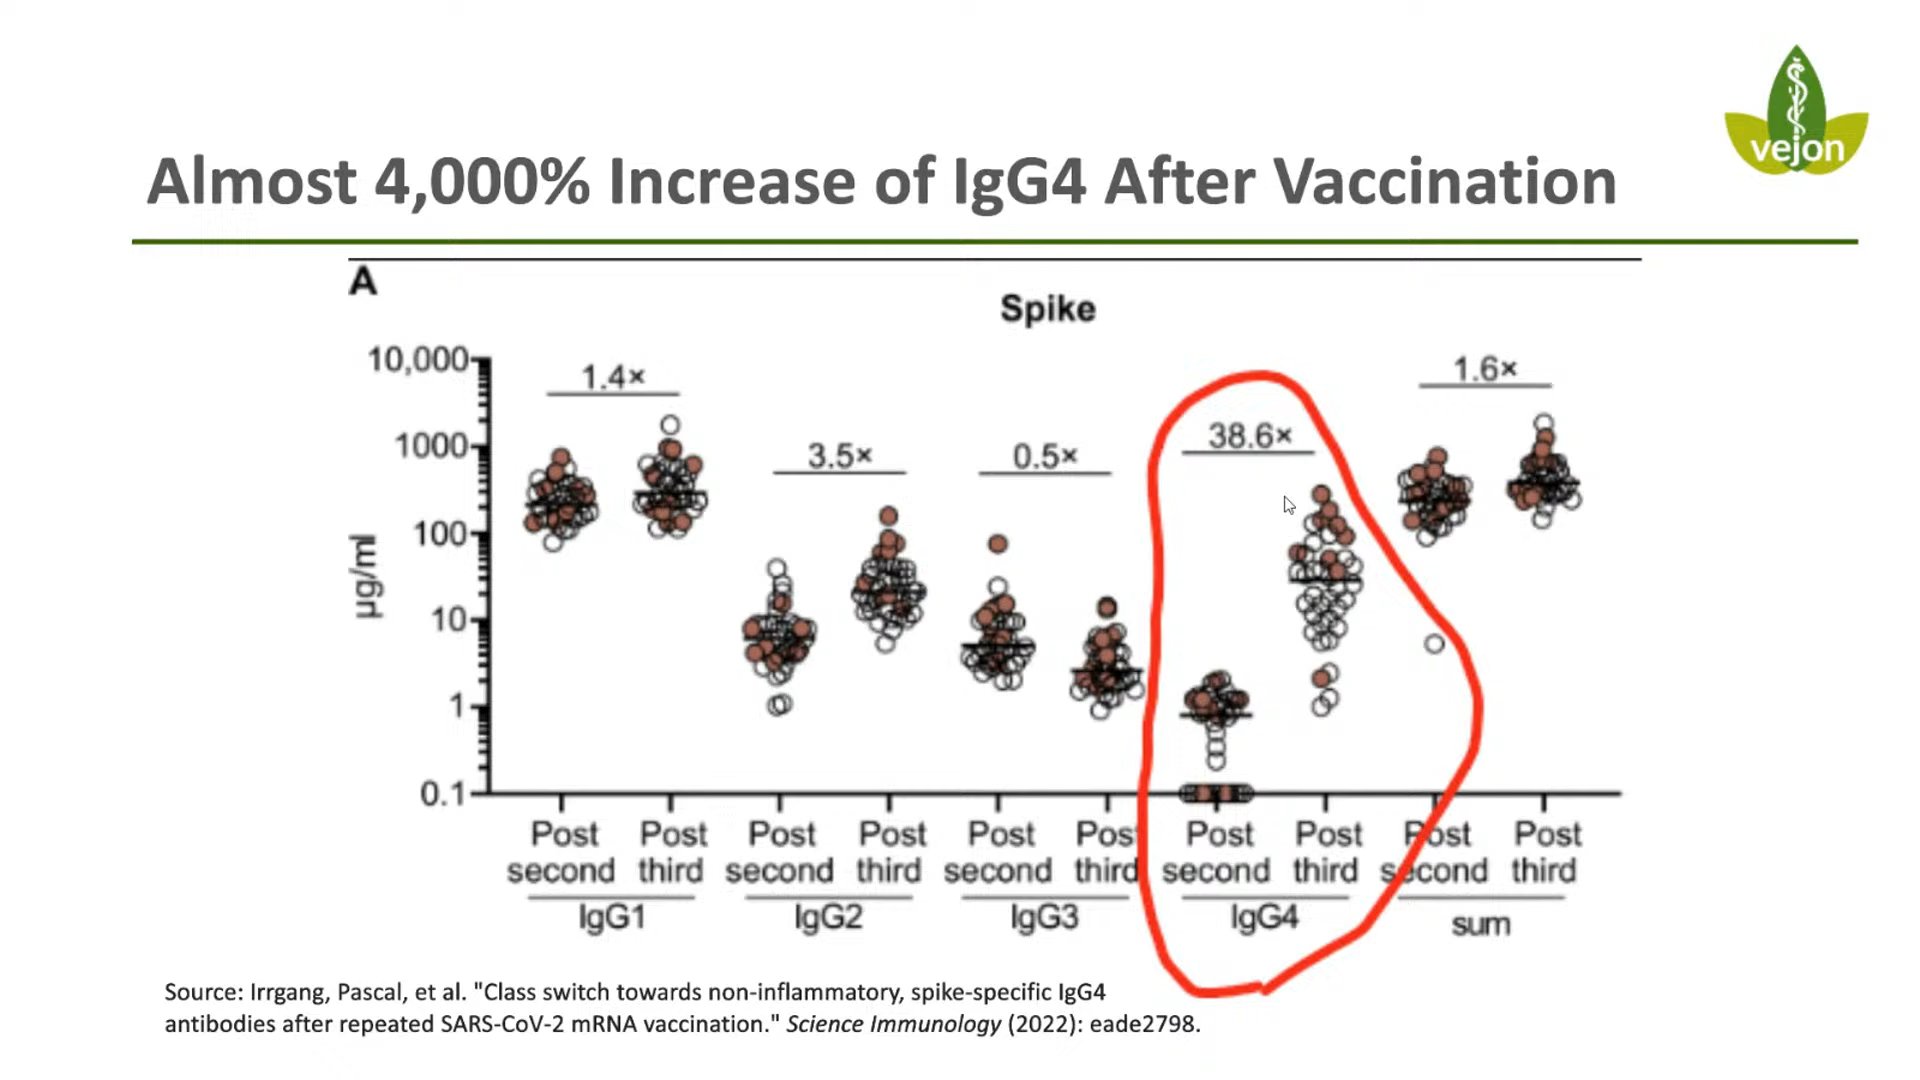 vejon
Almost 4,000% Increase of IgG4 After Vaccination
A
Spike
10,000
1000
100
10
1
0.1
µg/ml
1.4×
3.5×
0.5×
38.6×
1.6×
Post second
Post third
Post second
Post third
Post second
Post third
Post second
Post third
Post second
Post third
IgG1
IgG2
IgG3
IgG4
sum
Source: Irrgang, Pascal, et al. "Class switch towards non-inflammatory, spike-specific IgG4
antibodies after repeated SARS-CoV-2 mRNA vaccination." Science Immunology (2022): eade2798.